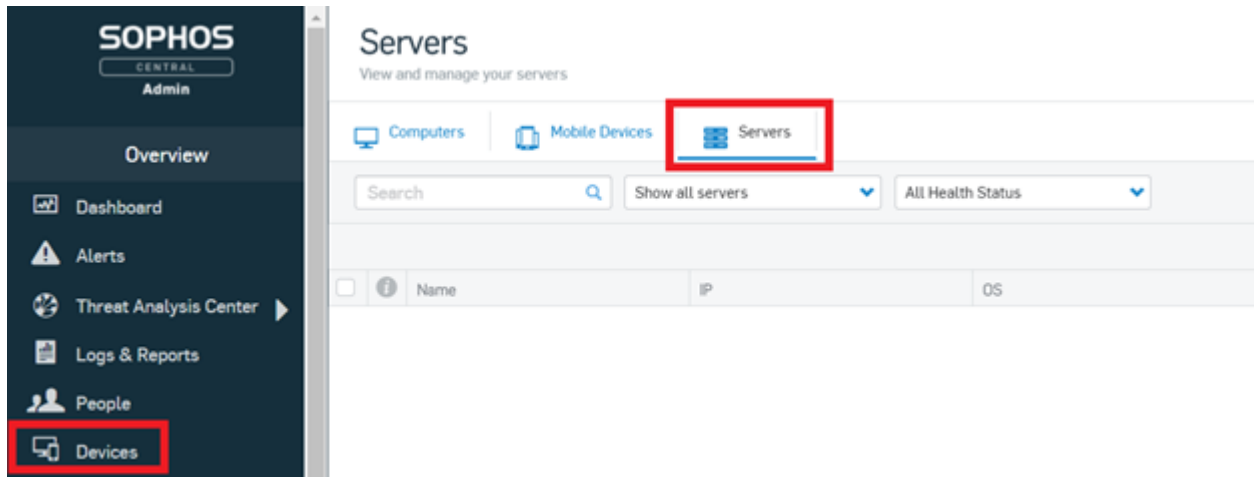 SOPHOS
CENTRAL
Admin
Overview
Dashboard
Alerts
Threat Analysis Center
Logs & Reports
People
Devices
Servers
View and manage your servers
Computers Mobile Devices Servers
Search Show all servers All Health Status
Name IP OS